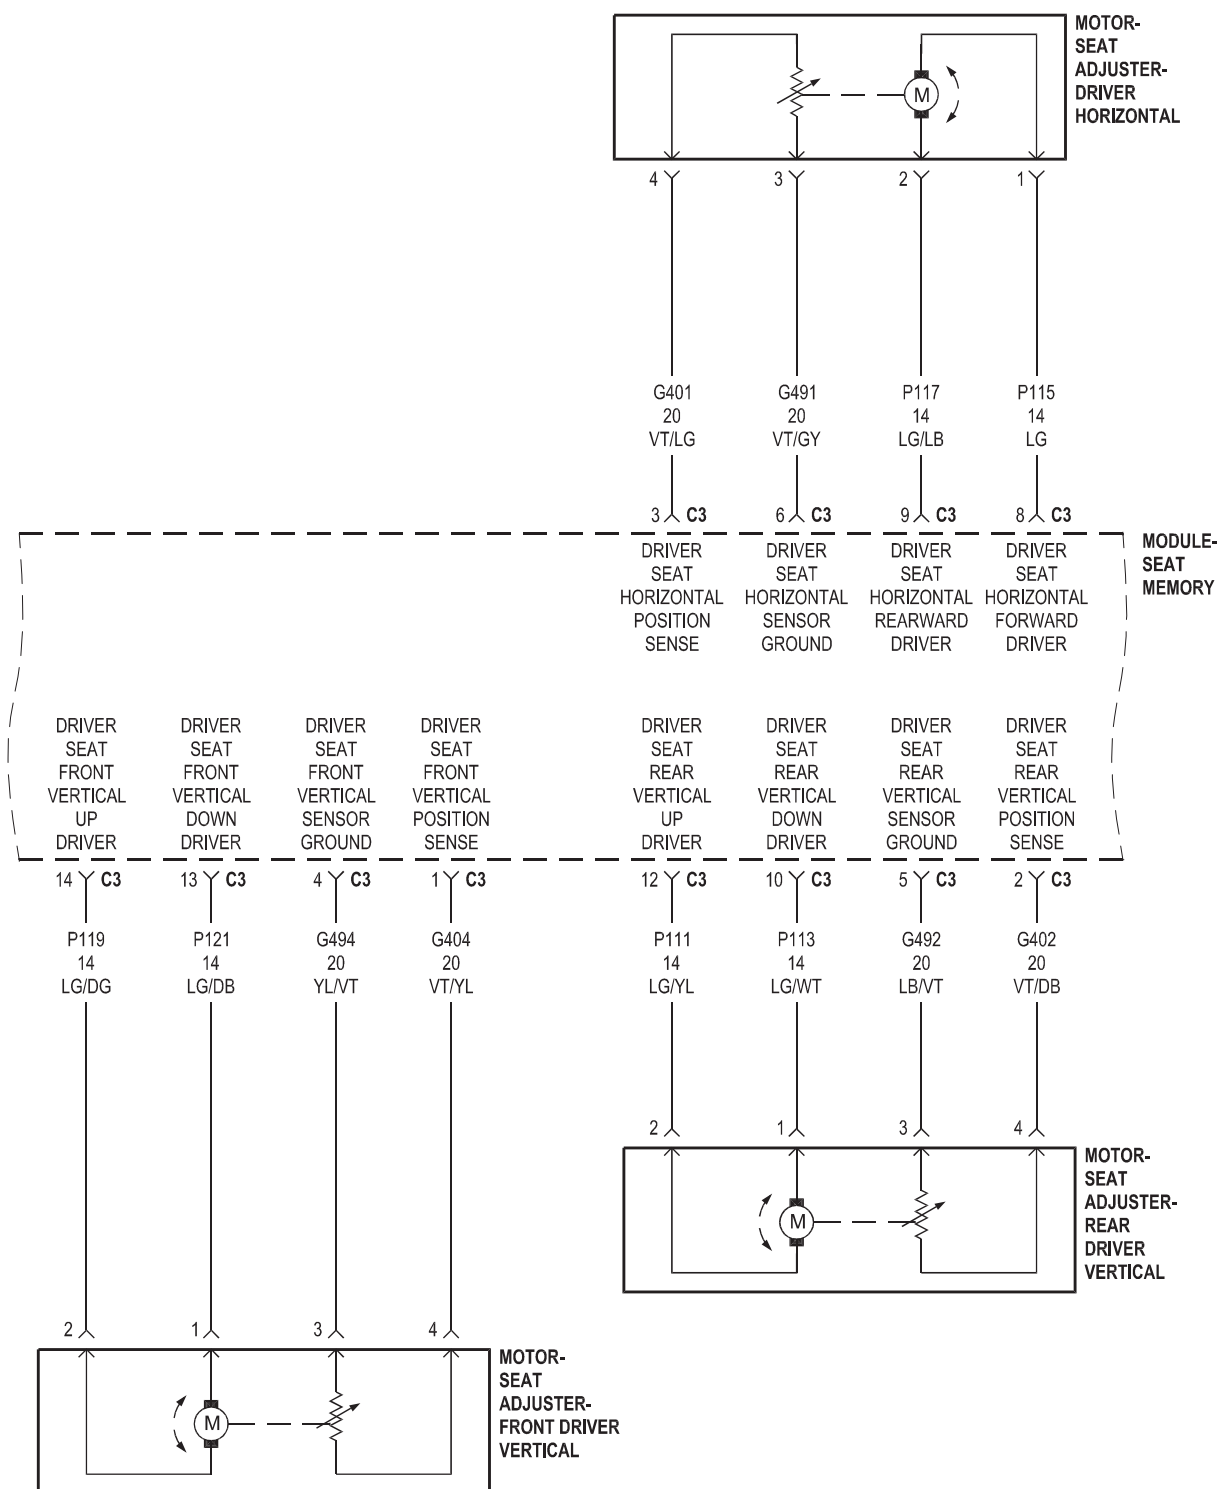 MOTOR-
SEAT
ADJUSTER-
DRIVER
HORIZONTAL
M
4 3 2 1
G401 G491 P117 P115
20 20 14 14
VT/LG VT/GY LG/LB LG
3 C3 6 C3 9 C3 8 C3
MODULE-
SEAT
MEMORY
DRIVER
SEAT
HORIZONTAL
POSITION
SENSE
DRIVER
SEAT
HORIZONTAL
SENSOR
GROUND
DRIVER
SEAT
HORIZONTAL
REARWARD
DRIVER
DRIVER
SEAT
HORIZONTAL
FORWARD
DRIVER
DRIVER
SEAT
FRONT
VERTICAL
UP
DRIVER
DRIVER
SEAT
FRONT
VERTICAL
DOWN
DRIVER
DRIVER
SEAT
FRONT
VERTICAL
SENSOR
GROUND
DRIVER
SEAT
FRONT
VERTICAL
POSITION
SENSE
DRIVER
SEAT
REAR
VERTICAL
UP
DRIVER
DRIVER
SEAT
REAR
VERTICAL
DOWN
DRIVER
DRIVER
SEAT
REAR
VERTICAL
SENSOR
GROUND
DRIVER
SEAT
REAR
VERTICAL
POSITION
SENSE
14 C3 13 C3 4 C3 1 C3 12 C3 10 C3 5 C3 2 C3
P119 P121 G494 G404 P111 P113 G492 G402
14 14 20 20 14 14 20 20
LG/DG LG/DB YL/VT VT/YL LG/YL LG/WT LB/VT VT/DB
2 1 3 4
MOTOR-
SEAT
ADJUSTER-
REAR
DRIVER
VERTICAL
M
2 1 3 4
MOTOR-
SEAT
ADJUSTER-
FRONT DRIVER
VERTICAL
M